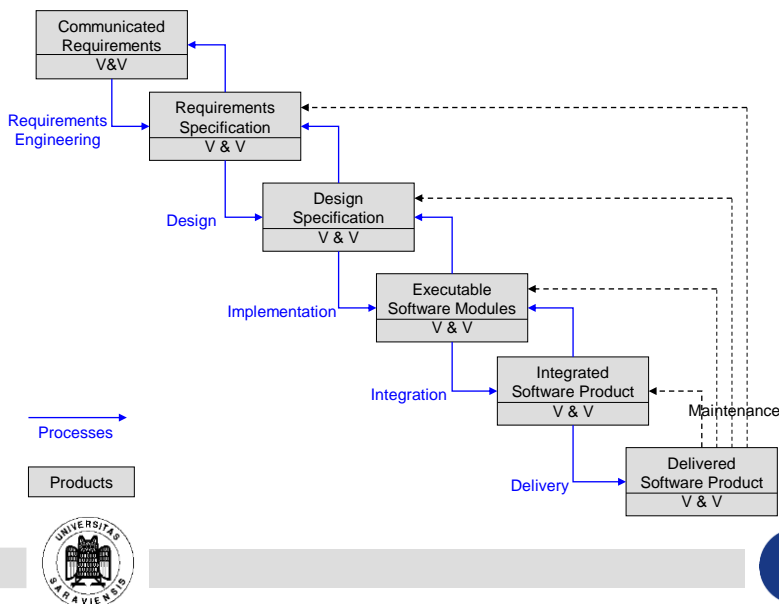 Communicated
Requirements
V&V
Requirements
Engineering
Requirements
Specification
V & V
Design
Design
Specification
V & V
Implementation
Executable
Software Modules
V & V
Integration
Integrated
Software Product
V & V
Maintenance
Processes
Delivery
Delivered
Software Product
V & V
Products
UNIVERSITAS
SARAVIENSIS